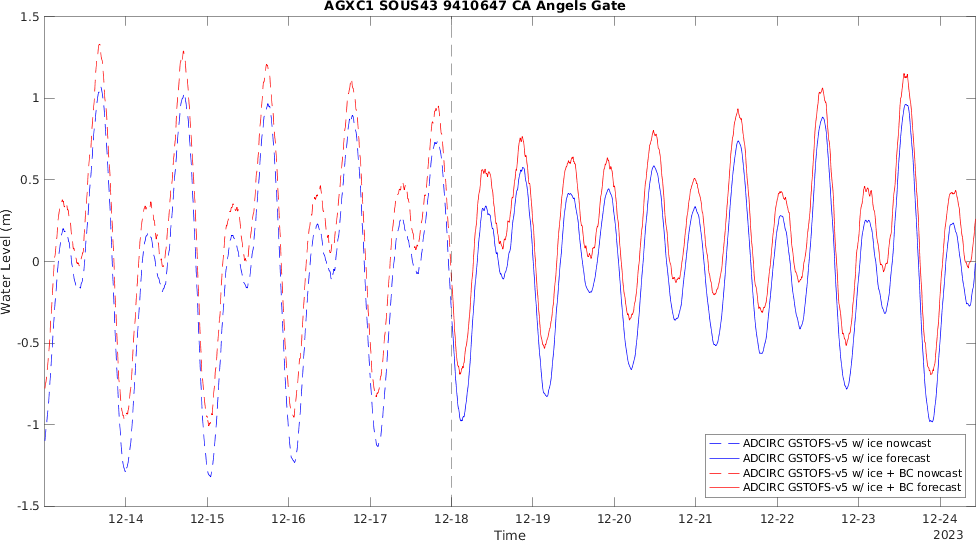 AGXC1 SOUS43 9410647 CA Angels Gate
1.5
1
0.5
0
-0.5
-1
-1.5
Water Level (m)
12-14 12-15 12-16 12-17 12-18 12-19 12-20 12-21 12-22 12-23 12-24
2023
Time
ADCIRC GSTOFS-v5 w/ ice nowcast
ADCIRC GSTOFS-v5 w/ ice forecast
ADCIRC GSTOFS-v5 w/ ice + BC nowcast
ADCIRC GSTOFS-v5 w/ ice + BC forecast